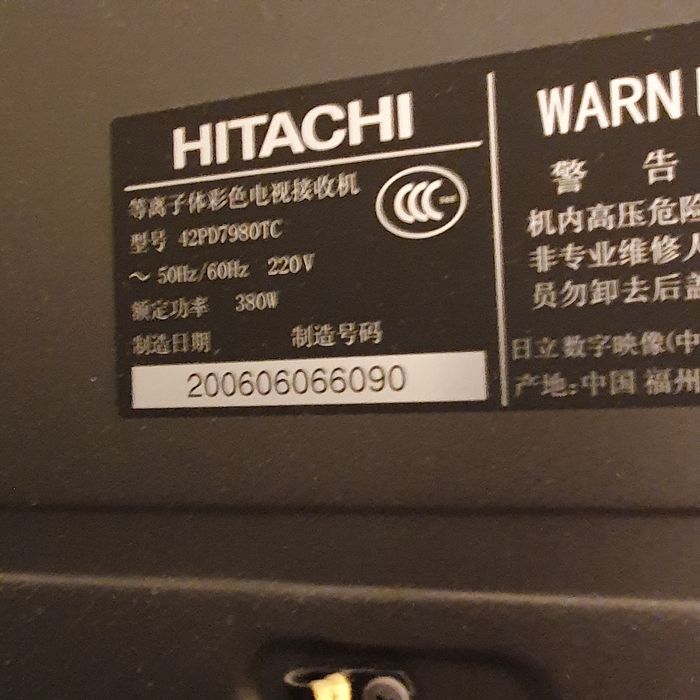 HITACHI
等离子体彩色电视接收机
型号 42PD7980TC
～ 50Hz/60Hz 220V
额定功率 380W
制造日期 制造号码
200606066090
CCC
WARN
警 告
机内高压危险
非专业维修人
员勿卸去后盖
日立数字映像(中
产地:中国 福州